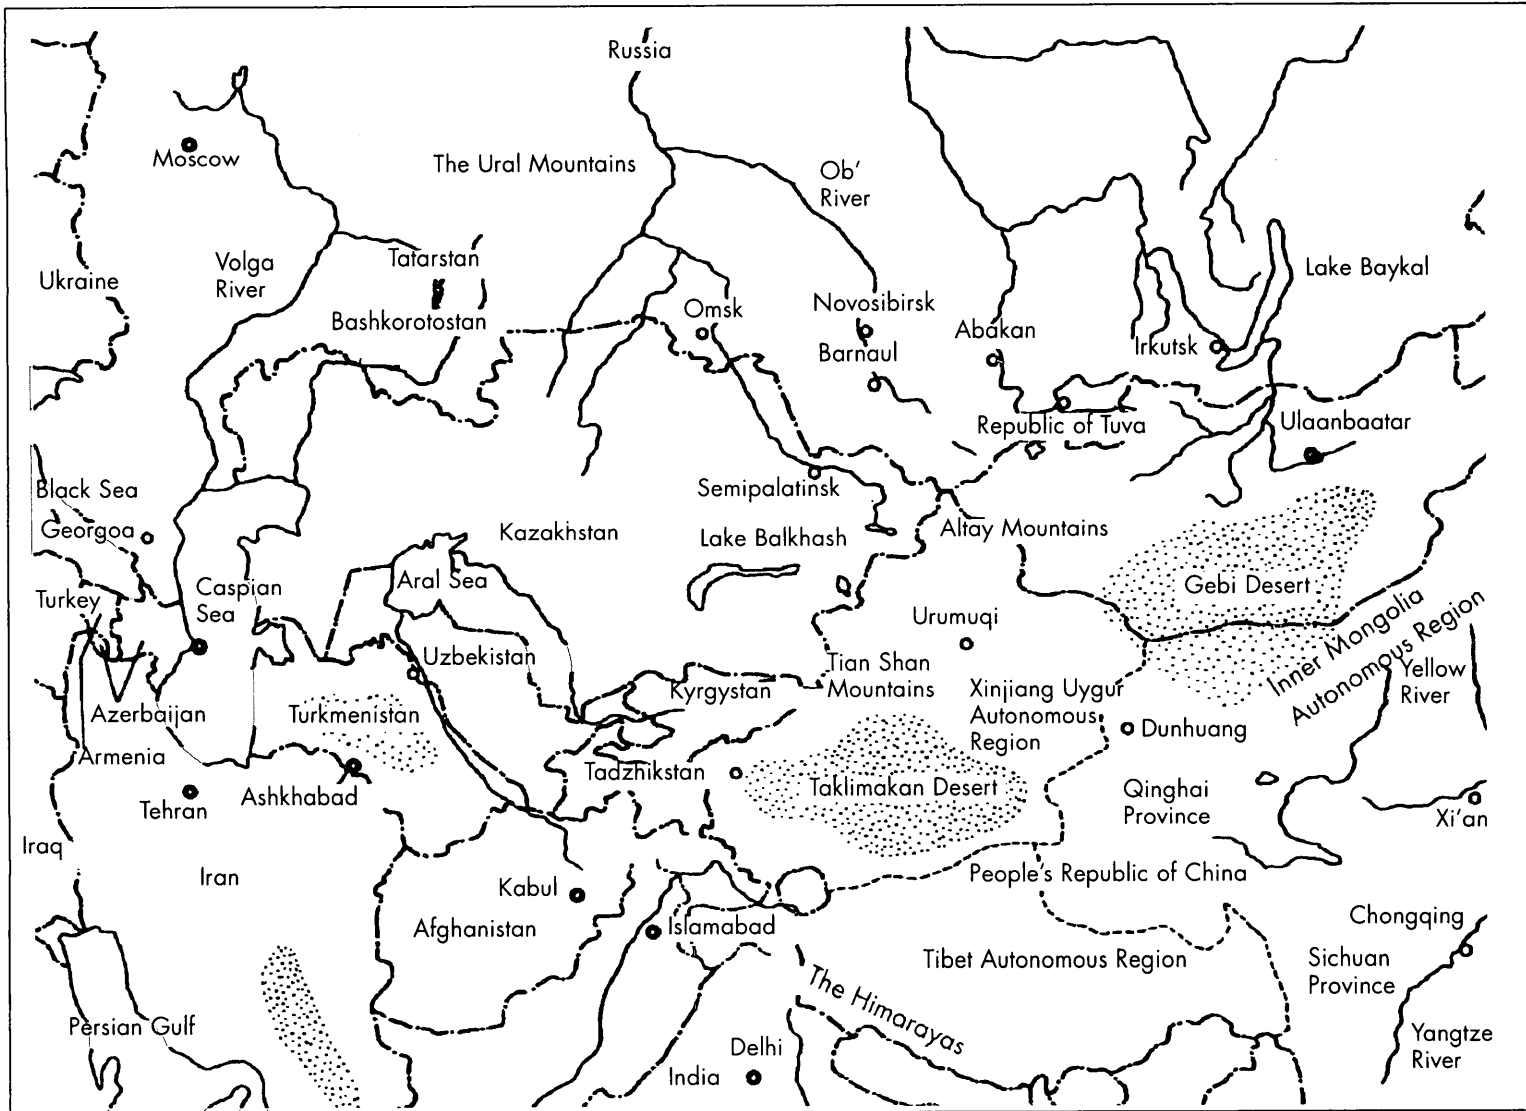 Russia
Moscow
The Ural Mountains
Ob'
River
Volga
River
Tatarstan
Ukraine
Lake Baykal
Bashkorotostan
Omsk
Novosibirsk
Abakan
Barnaul
Irkutsk
Republic of Tuva
Ulaanbaatar
Black Sea
Semipalatinsk
Georgoa
Kazakhstan
Lake Balkhash
Altay Mountains
Turkey
Caspian
Sea
Aral Sea
Gebi Desert
Urumuqi
Inner Mongolia
Autonomous Region
Uzbekistan
Tian Shan
Mountains
Yellow
River
Kyrgystan
Xinjiang Uygur
Autonomous
Region
Azerbaijan
Turkmenistan
Dunhuang
Armenia
Tadzhikstan
Taklimakan Desert
Qinghai
Province
Tehran
Ashkhabad
Xi'an
Iraq
Iran
Kabul
People's Republic of China
Afghanistan
Islamabad
Chongqing
Tibet Autonomous Region
Sichuan
Province
The Himarayas
Persian Gulf
Delhi
India
Yangtze
River